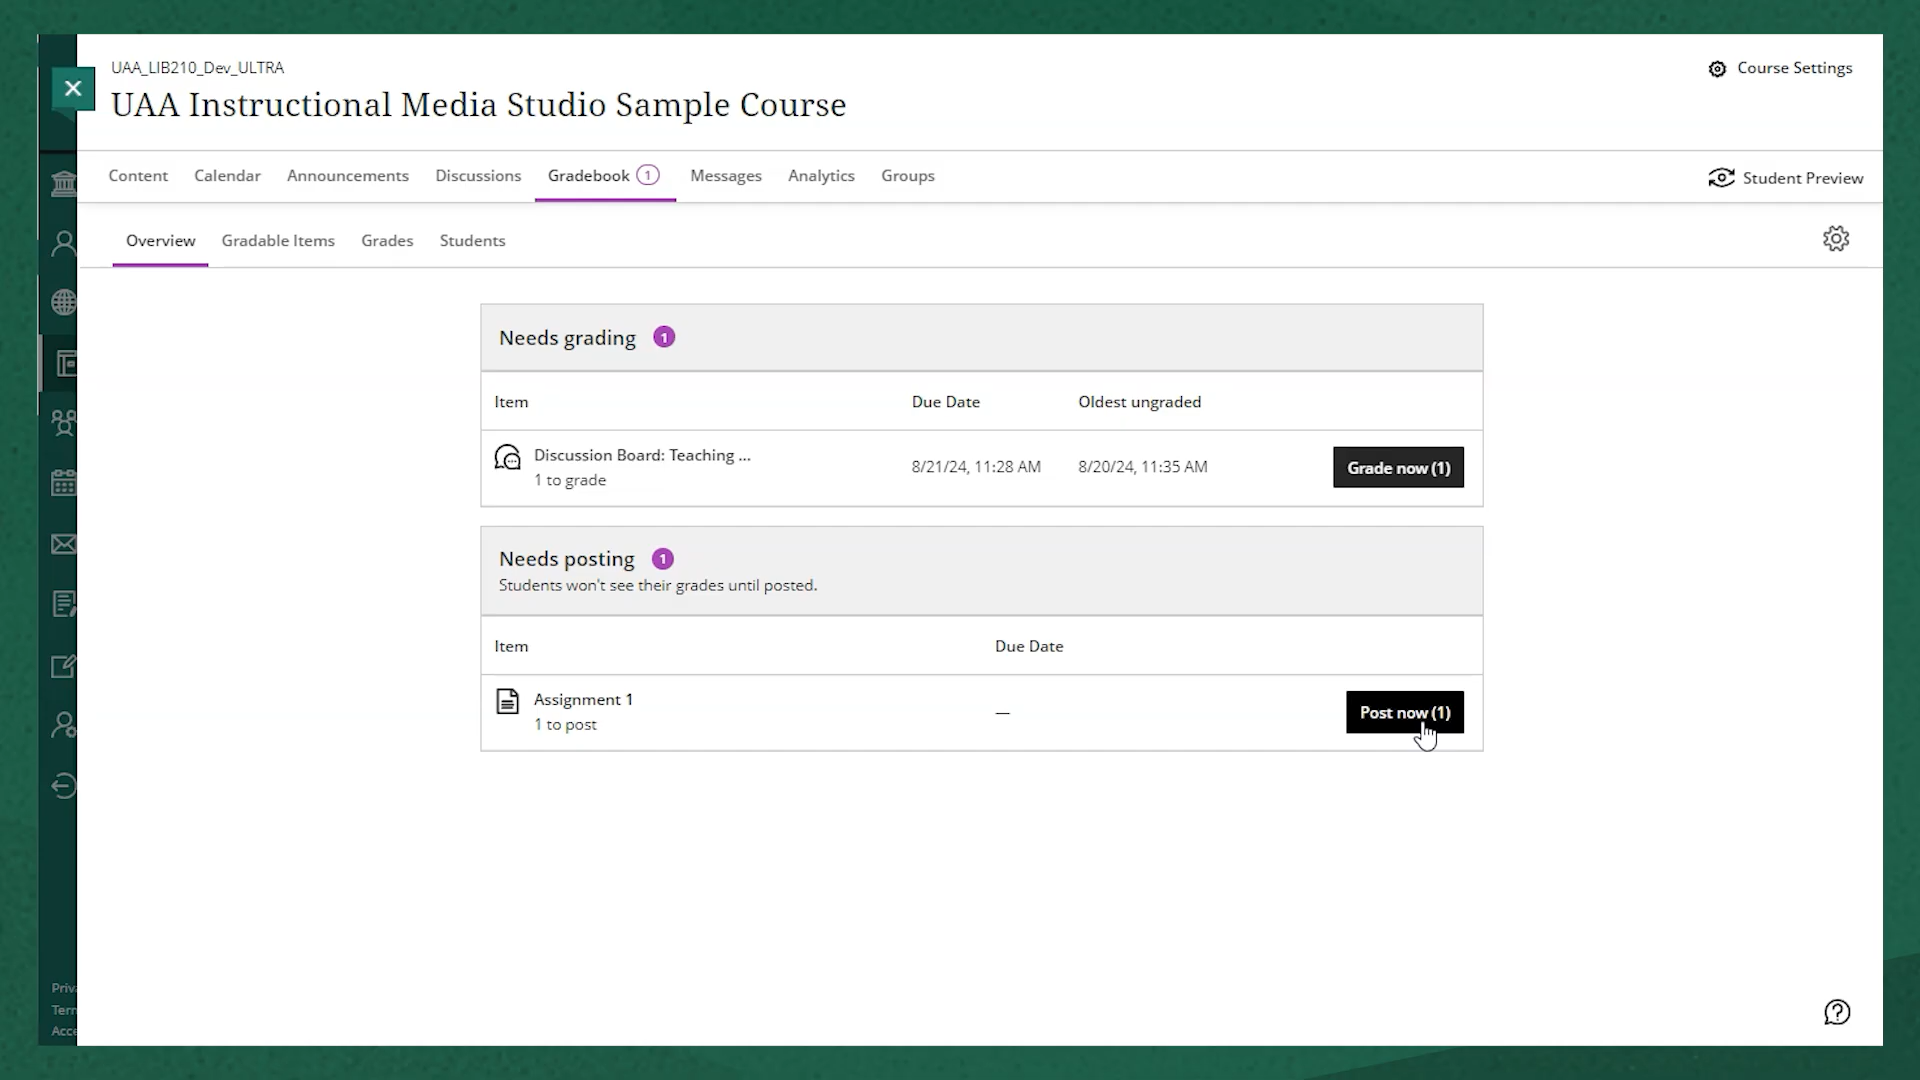 UAA_LIB210_Dev_ULTRA
Course Settings
UAA Instructional Media Studio Sample Course
Content Calendar Announcements Discussions Gradebook 1 Messages Analytics Groups
Student Preview
Overview Gradable Items Grades Students
Needs grading 1
Item Due Date Oldest ungraded
Discussion Board: Teaching ...
1 to grade
8/21/24, 11:28 AM 8/20/24, 11:35 AM
Grade now (1)
Needs posting 1
Students won't see their grades until posted.
Item Due Date
Assignment 1
1 to post
—
Post now (1)
Priv
Tern
Acce